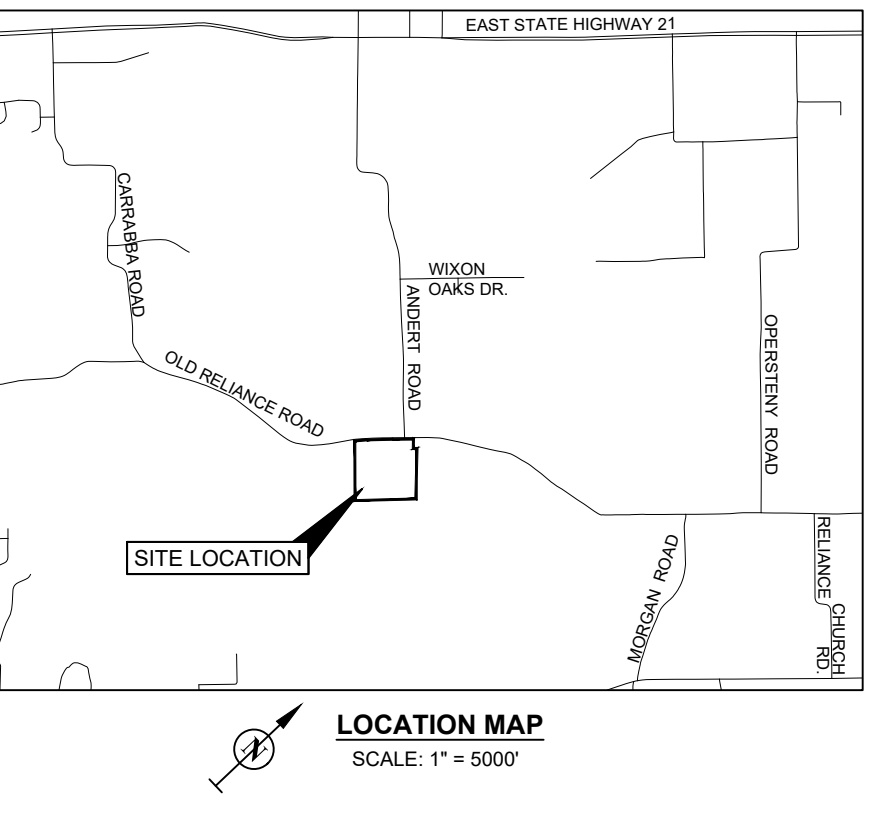 EAST STATE HIGHWAY 21
CARRABBA ROAD
WIXON
OAKS DR.
ANDERT ROAD
OLD RELIANCE ROAD
OPERSTENY ROAD
SITE LOCATION
MORGAN ROAD
RELIANCE CHURCH
RD.
N
LOCATION MAP
SCALE: 1" = 5000'